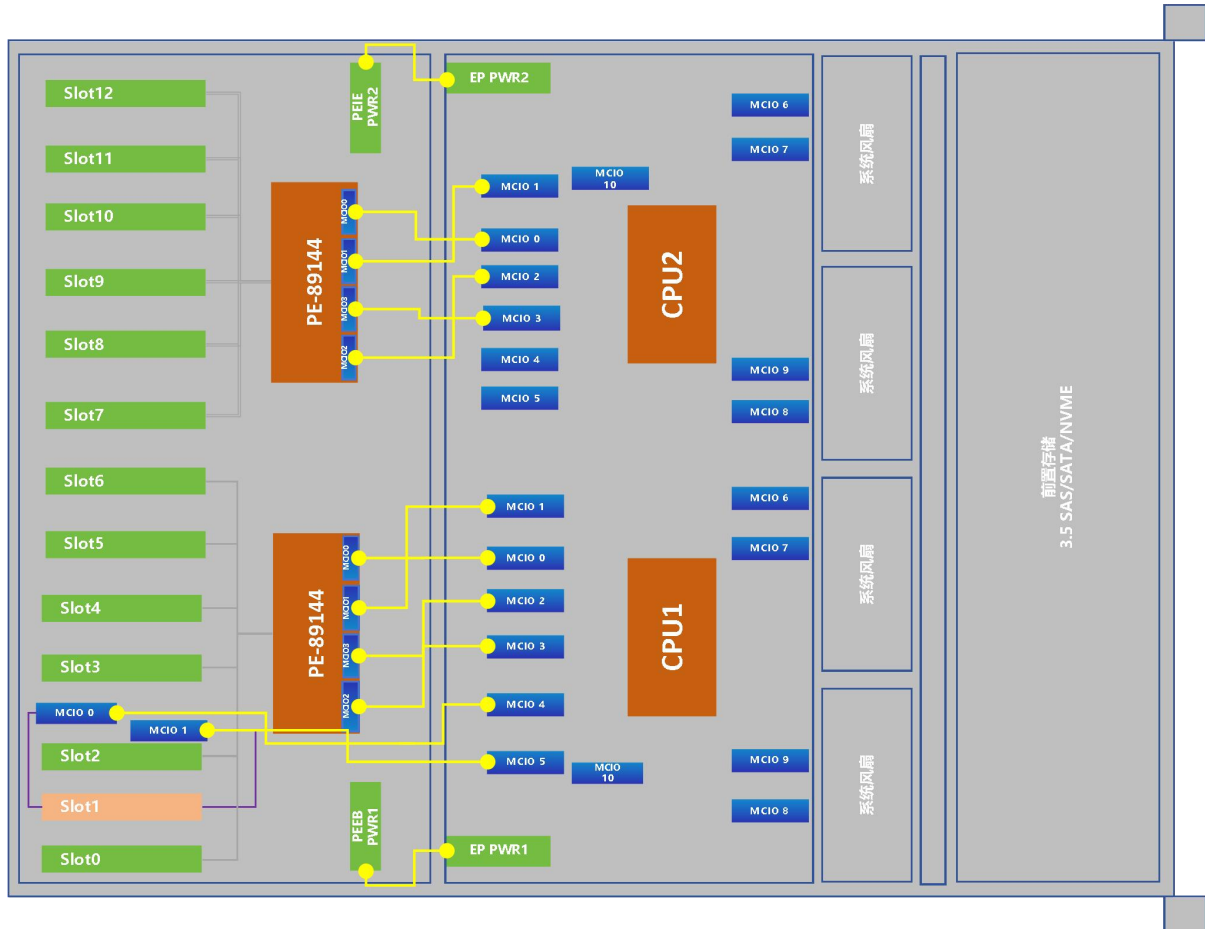 Slot12
Slot11
Slot10
Slot9
Slot8
Slot7
Slot6
Slot5
Slot4
Slot3
MCIO 0
MCIO 1
Slot2
Slot1
Slot0
PEIE
PWR2
PE-89144
MCIO0
MCIO1
MCIO3
MCIO2
PE-89144
MCIO0
MCIO1
MCIO3
MCIO2
PEEB
PWR1
EP PWR2
MCIO 1
MCIO
10
MCIO 0
MCIO 2
MCIO 3
MCIO 4
MCIO 5
CPU2
MCIO 6
MCIO 7
MCIO 9
MCIO 8
MCIO 1
MCIO 0
MCIO 2
MCIO 3
MCIO 4
MCIO 5
MCIO
10
CPU1
MCIO 6
MCIO 7
MCIO 9
MCIO 8
EP PWR1
系统风扇
系统风扇
系统风扇
系统风扇
前置存储
3.5 SAS/SATA/NVME